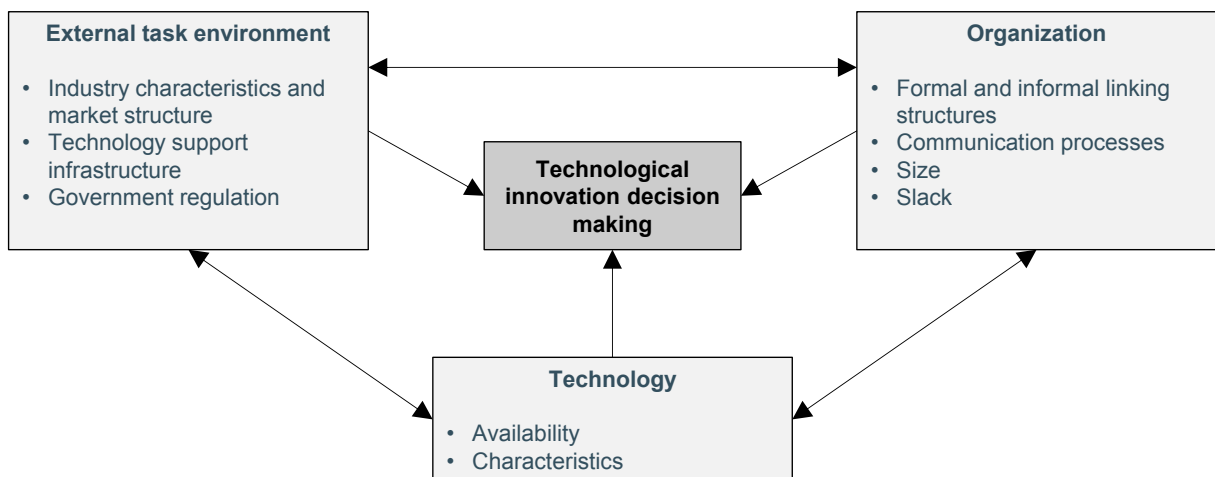 External task environment
• Industry characteristics and
market structure
• Technology support
infrastructure
• Government regulation
Technological
innovation decision
making
Organization
• Formal and informal linking
structures
• Communication processes
• Size
• Slack
Technology
• Availability
• Characteristics